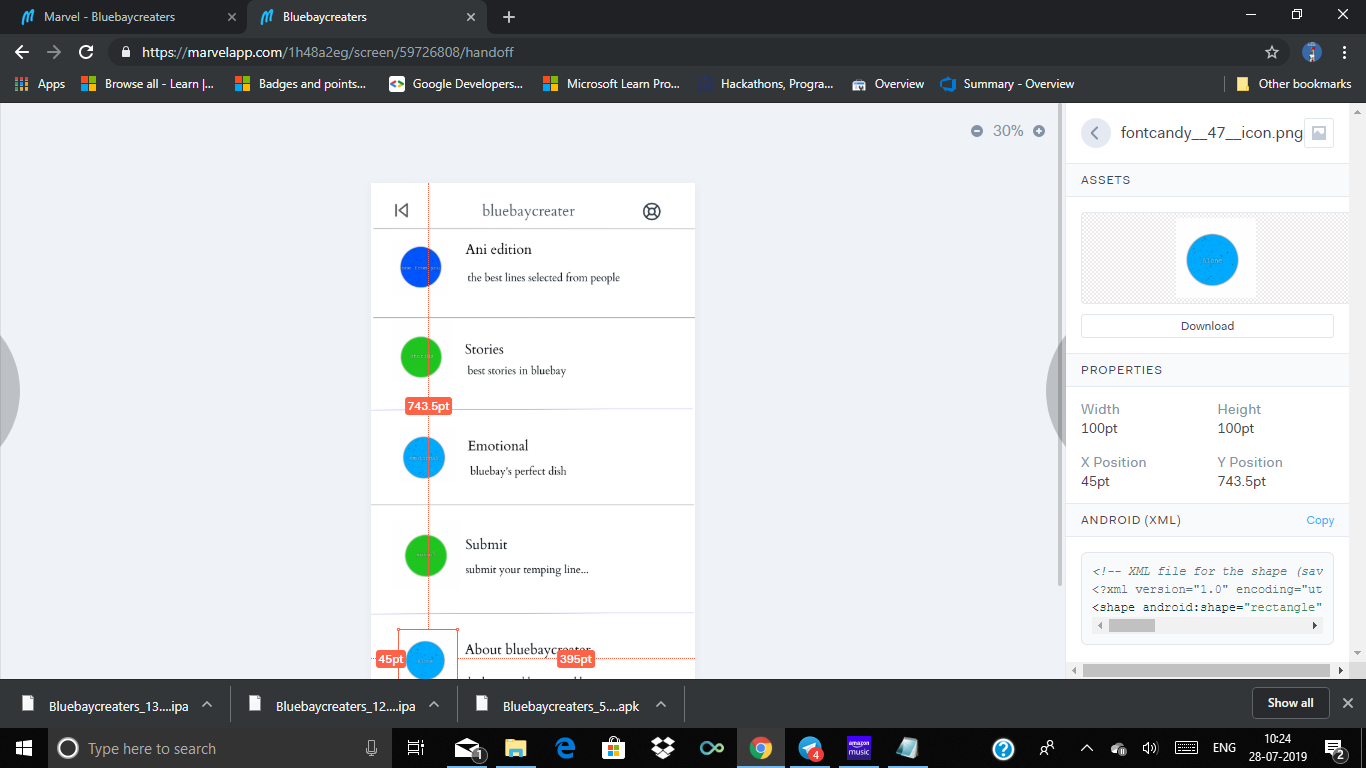 Marvel - Bluebaycreaters
Bluebaycreaters
https://marvelapp.com/1h48a2eg/screen/59726808/handoff
Apps
Browse all - Learn |...
Badges and points...
Google Developers...
Microsoft Learn Pro...
Hackathons, Progra...
Overview
Summary - Overview
Other bookmarks
30%
bluebaycreater
Ani edition
the best lines selected from people
Stories
best stories in bluebay
743.5pt
Emotional
bluebay's perfect dish
Submit
submit your temping line...
About bluebaycreater
45pt
395pt
fontcandy__47__icon.png
ASSETS
Download
PROPERTIES
Width
Height
100pt
100pt
X Position
Y Position
45pt
743.5pt
ANDROID (XML)
Copy
<!-- XML file for the shape (sav
<?xml version="1.0" encoding="ut
<shape android:shape="rectangle"
Bluebaycreaters_13....ipa
Bluebaycreaters_12....ipa
Bluebaycreaters_5....apk
Show all
Type here to search
1
4
amazon
music
ENG
10:24
28-07-2019
2